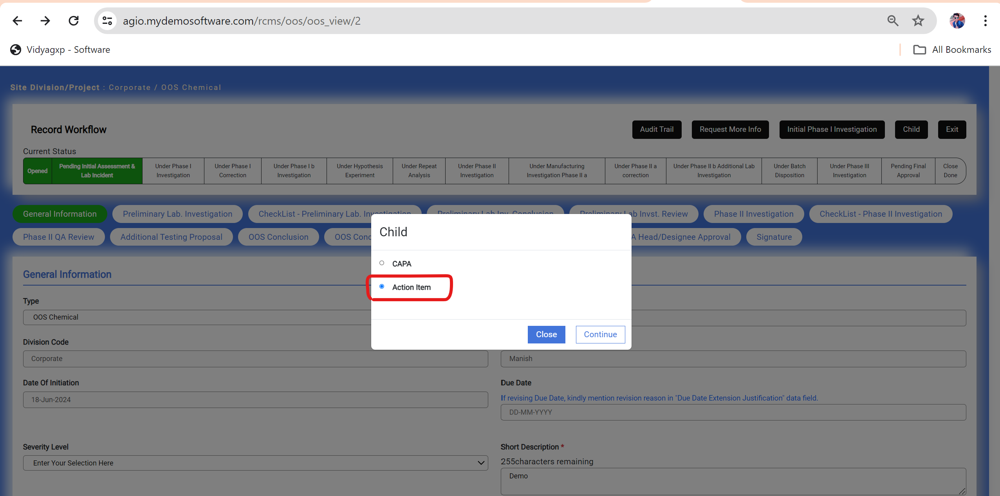 agio.mydemosoftware.com/rcms/oos/oos_view/2
Vidyagxp - Software
All Bookmarks
Site Division/Project : Corporate / OOS Chemical
Record Workflow
Audit Trail
Request More Info
Initial Phase I Investigation
Child
Exit
Current Status
Opened
Pending Initial Assessment &
Lab Incident
Under Phase I
Investigation
Under Phase I
Correction
Under Phase I b
Investigation
Under Hypothesis
Experiment
Under Repeat
Analysis
Under Phase II
Investigation
Under Manufacturing
Investigation Phase II a
Under Phase II a
correction
Under Phase II b Additional Lab
Investigation
Under Batch
Disposition
Under Phase III
Investigation
Pending Final
Approval
Close
Done
General Information
Preliminary Lab. Investigation
CheckList - Preliminary Lab. Investigation
Preliminary Lab Inv. Conclusion
Preliminary Lab Invst. Review
Phase II Investigation
CheckList - Phase II Investigation
Phase II QA Review
Additional Testing Proposal
OOS Conclusion
OOS
Head/Designee Approval
Signature
Child
CAPA
Action Item
Close
Continue
General Information
Type
OOS Chemical
Division Code
Corporate
Manish
Date Of Initiation
18-Jun-2024
Due Date
If revising Due Date, kindly mention revision reason in "Due Date Extension Justification" data field.
DD-MM-YYYY
Severity Level
Enter Your Selection Here
Short Description *
255characters remaining
Demo